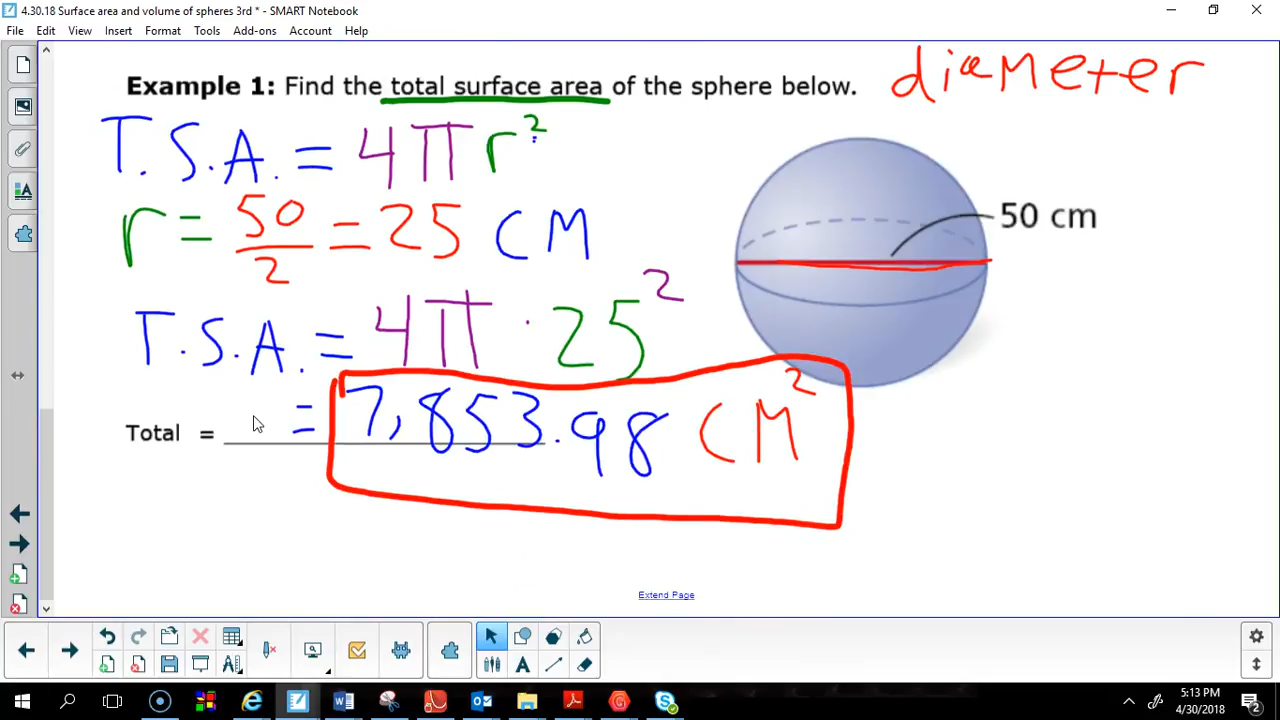 4.30.18 Surface area and volume of spheres 3rd * - SMART Notebook
File Edit View Insert Format Tools Add-ons Account Help
diameter
Example 1: Find the total surface area of the sphere below.
T.S.A. = 4π r²
r = 50/2 = 25 CM
50 cm
T.S.A. = 4π · 25²
Total = = 7,853.98 CM²
Extend Page
5:13 PM
4/30/2018